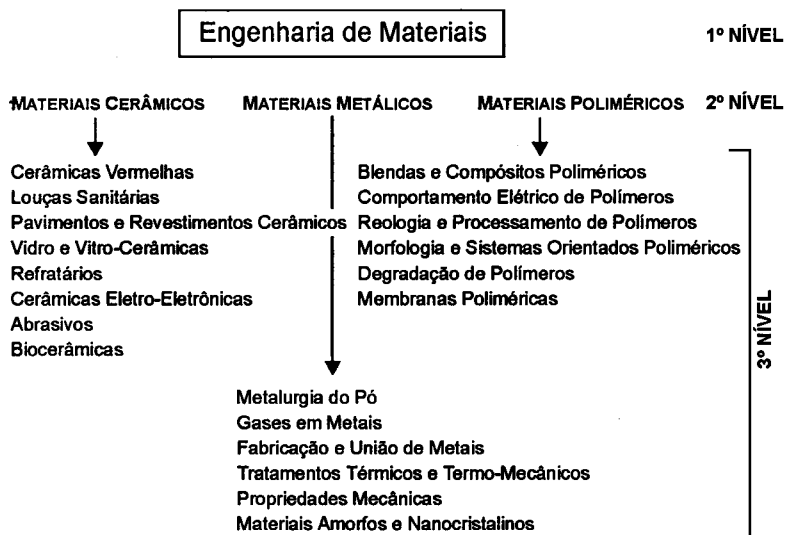 Engenharia de Materiais
1º NÍVEL
MATERIAIS CERÂMICOS
MATERIAIS METÁLICOS
MATERIAIS POLIMÉRICOS
2º NÍVEL
Cerâmicas Vermelhas
Louças Sanitárias
Pavimentos e Revestimentos Cerâmicos
Vidro e Vitro-Cerâmicas
Refratários
Cerâmicas Eletro-Eletrônicas
Abrasivos
Biocerâmicas
Blendas e Compósitos Poliméricos
Comportamento Elétrico de Polímeros
Reologia e Processamento de Polímeros
Morfologia e Sistemas Orientados Poliméricos
Degradação de Polímeros
Membranas Poliméricas
Metalurgia do Pó
Gases em Metais
Fabricação e União de Metais
Tratamentos Térmicos e Termo-Mecânicos
Propriedades Mecânicas
Materiais Amorfos e Nanocristalinos
3º NÍVEL